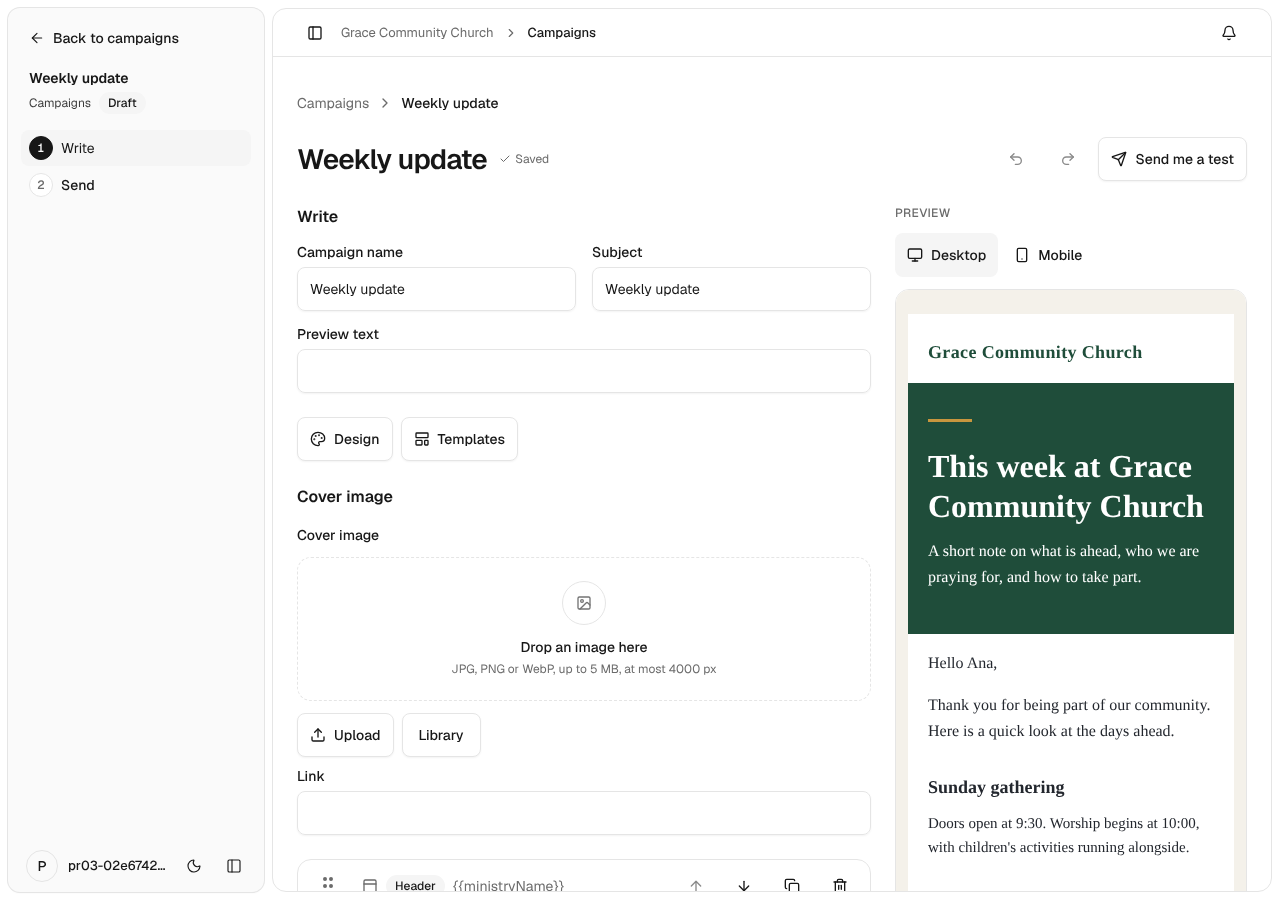 Back to campaigns
Weekly update
Campaigns Draft
1 Write
2 Send
P pr03-02e6742...
Grace Community Church Campaigns
Campaigns Weekly update
Weekly update Saved
Send me a test
Write
Campaign name Subject
Weekly update Weekly update
Preview text
Design Templates
Cover image
Cover image
Drop an image here
JPG, PNG or WebP, up to 5 MB, at most 4000 px
Upload Library
Link
Header {{ministryName}}
PREVIEW
Desktop Mobile
Grace Community Church
This week at Grace
Community Church
A short note on what is ahead, who we are
praying for, and how to take part.
Hello Ana,
Thank you for being part of our community.
Here is a quick look at the days ahead.
Sunday gathering
Doors open at 9:30. Worship begins at 10:00,
with children's activities running alongside.